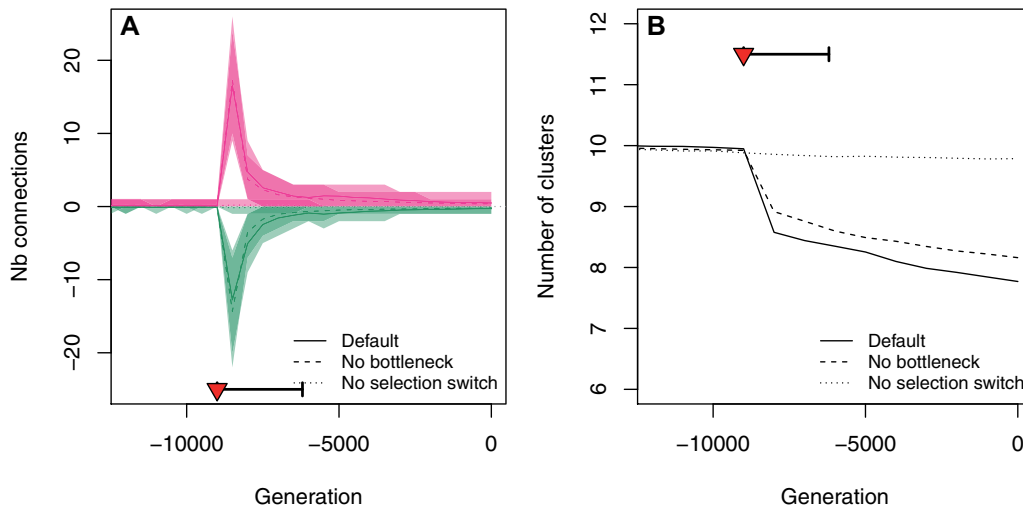 A
Nb connections
20
10
0
−10
−20
Default
No bottleneck
No selection switch
−10000
−5000
0
Generation
B
Number of clusters
12
11
10
9
8
7
6
Default
No bottleneck
No selection switch
−10000
−5000
0
Generation